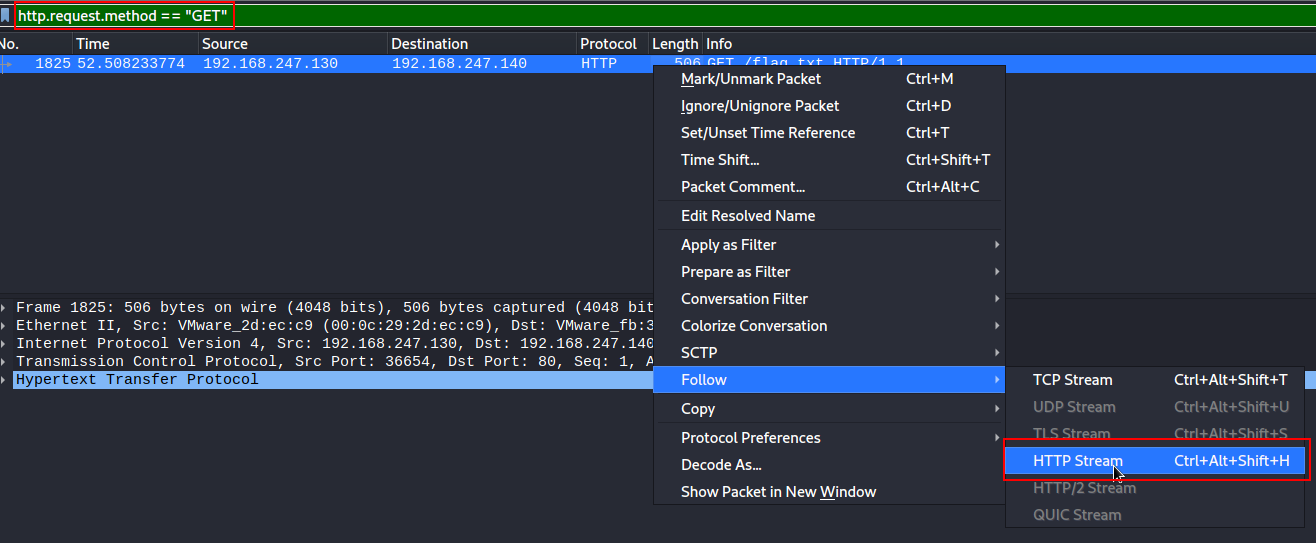 http.request.method == "GET"
No. Time Source Destination Protocol Length Info
1825 52.508233774 192.168.247.130 192.168.247.140 HTTP 506 GET /flag.txt HTTP/1.1
Mark/Unmark Packet Ctrl+M
Ignore/Unignore Packet Ctrl+D
Set/Unset Time Reference Ctrl+T
Time Shift... Ctrl+Shift+T
Packet Comment... Ctrl+Alt+C
Edit Resolved Name
Apply as Filter
Prepare as Filter
Conversation Filter
Colorize Conversation
SCTP
Follow
Copy
Protocol Preferences
Decode As...
Show Packet in New Window
Frame 1825: 506 bytes on wire (4048 bits), 506 bytes captured (4048 bit
Ethernet II, Src: VMware_2d:ec:c9 (00:0c:29:2d:ec:c9), Dst: VMware_fb:3
Internet Protocol Version 4, Src: 192.168.247.130, Dst: 192.168.247.140
Transmission Control Protocol, Src Port: 36654, Dst Port: 80, Seq: 1, A
Hypertext Transfer Protocol
TCP Stream Ctrl+Alt+Shift+T
UDP Stream Ctrl+Alt+Shift+U
TLS Stream Ctrl+Alt+Shift+S
HTTP Stream Ctrl+Alt+Shift+H
HTTP/2 Stream
QUIC Stream